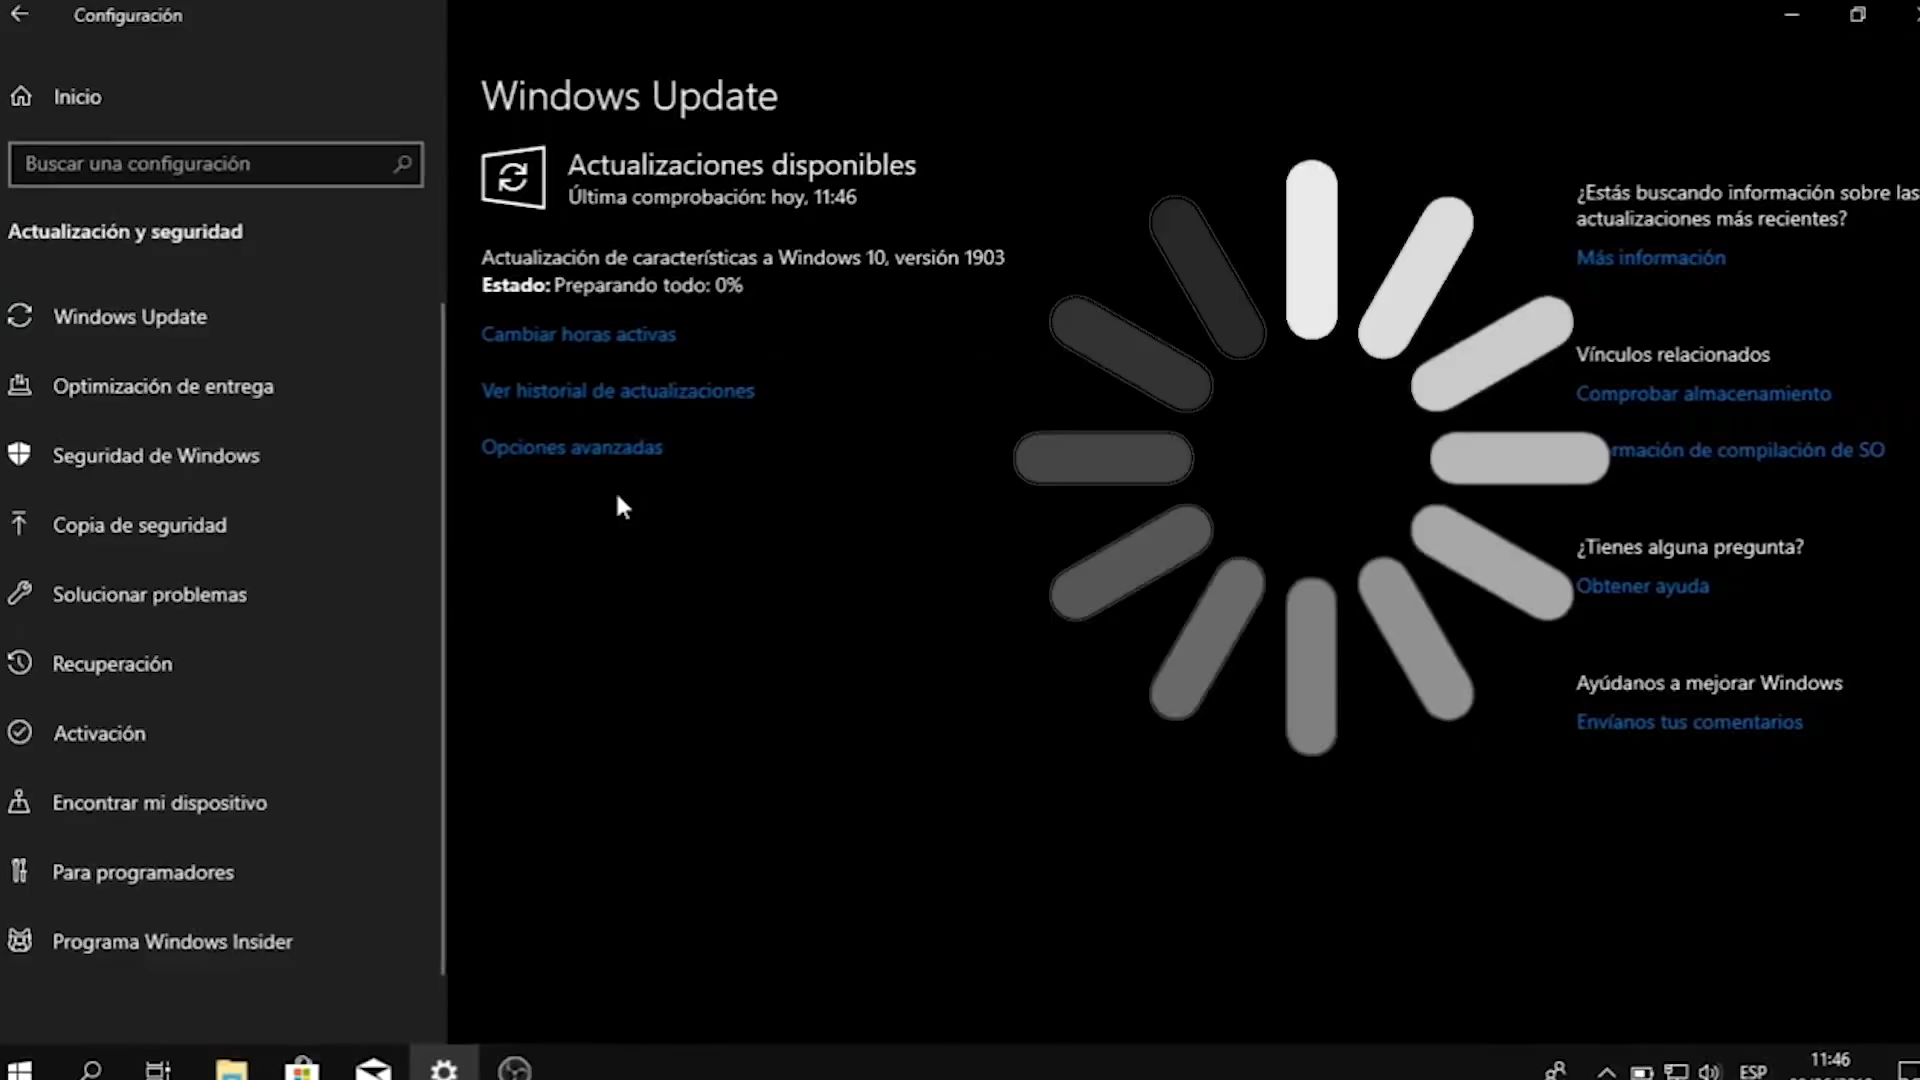 Configuración
Inicio
Buscar una configuración
Actualización y seguridad
Windows Update
Optimización de entrega
Seguridad de Windows
Copia de seguridad
Solucionar problemas
Recuperación
Activación
Encontrar mi dispositivo
Para programadores
Programa Windows Insider
Windows Update
Actualizaciones disponibles
Última comprobación: hoy, 11:46
Actualización de características a Windows 10, versión 1903
Estado: Preparando todo: 0%
Cambiar horas activas
Ver historial de actualizaciones
Opciones avanzadas
¿Estás buscando información sobre las
actualizaciones más recientes?
Más información
Vínculos relacionados
Comprobar almacenamiento
rmación de compilación de SO
¿Tienes alguna pregunta?
Obtener ayuda
Ayúdanos a mejorar Windows
Envíanos tus comentarios
ESP
11:46